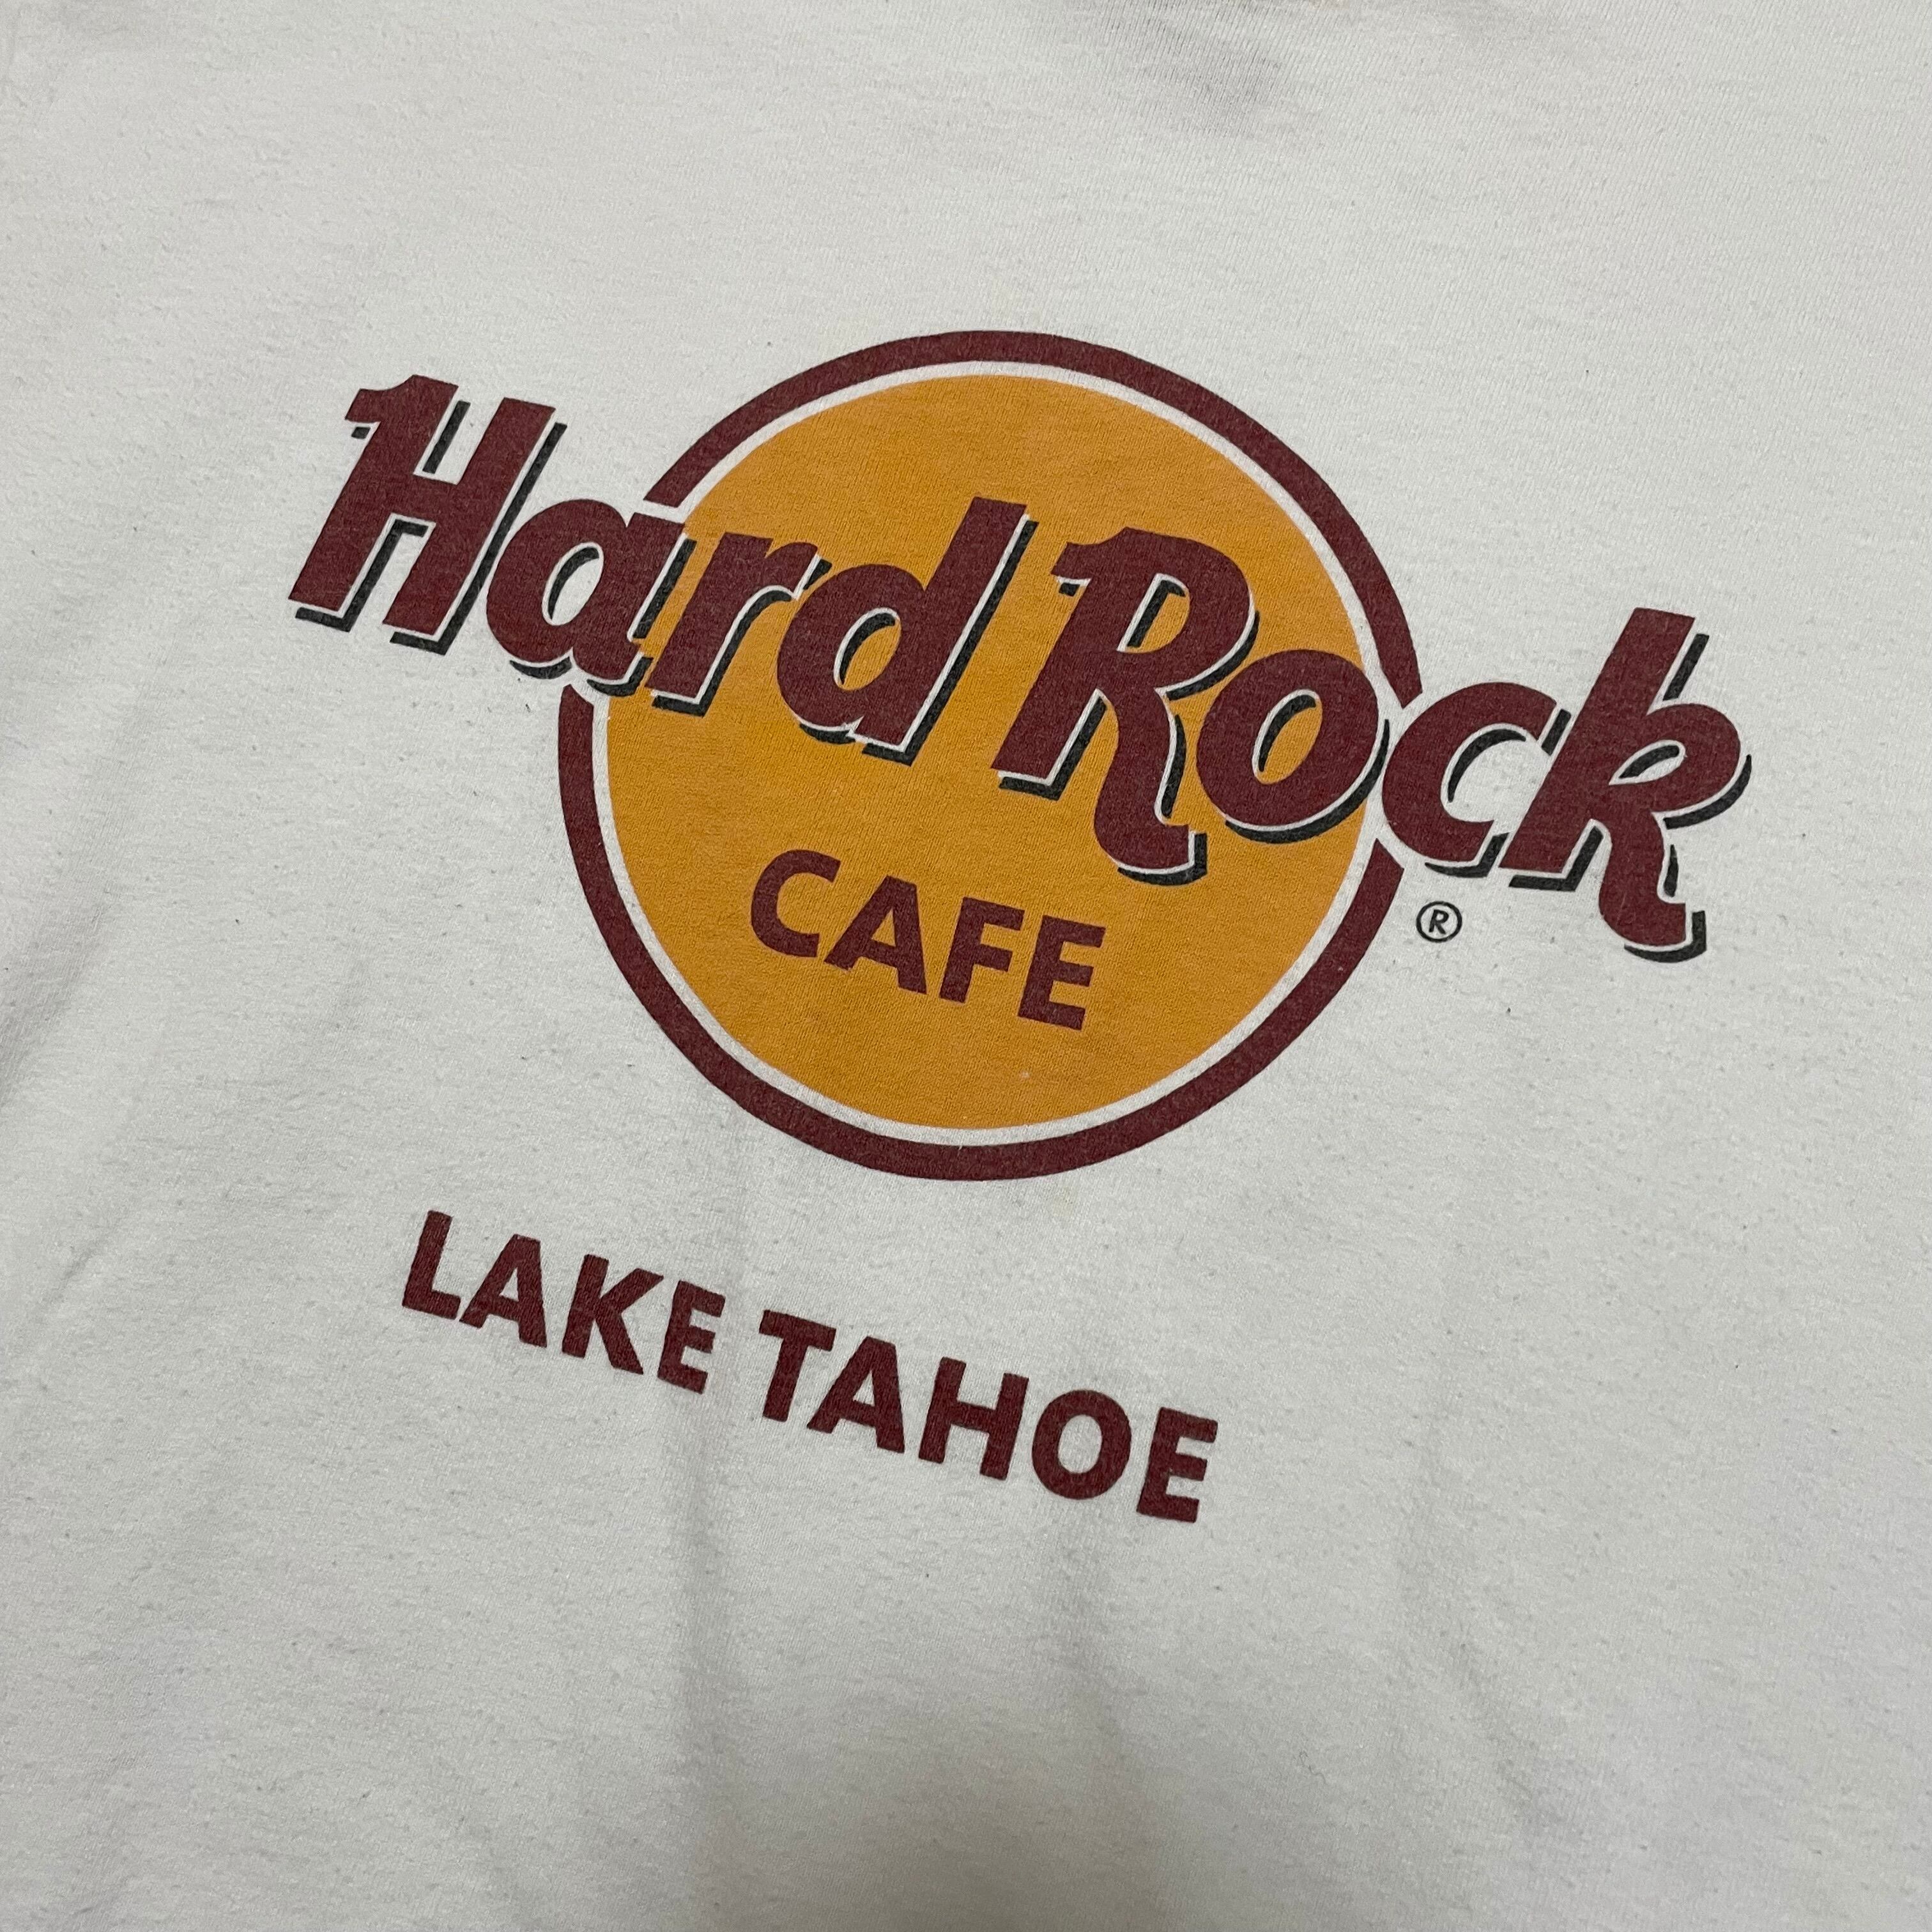 Hard Rock
CAFE
®
LAKE TAHOE